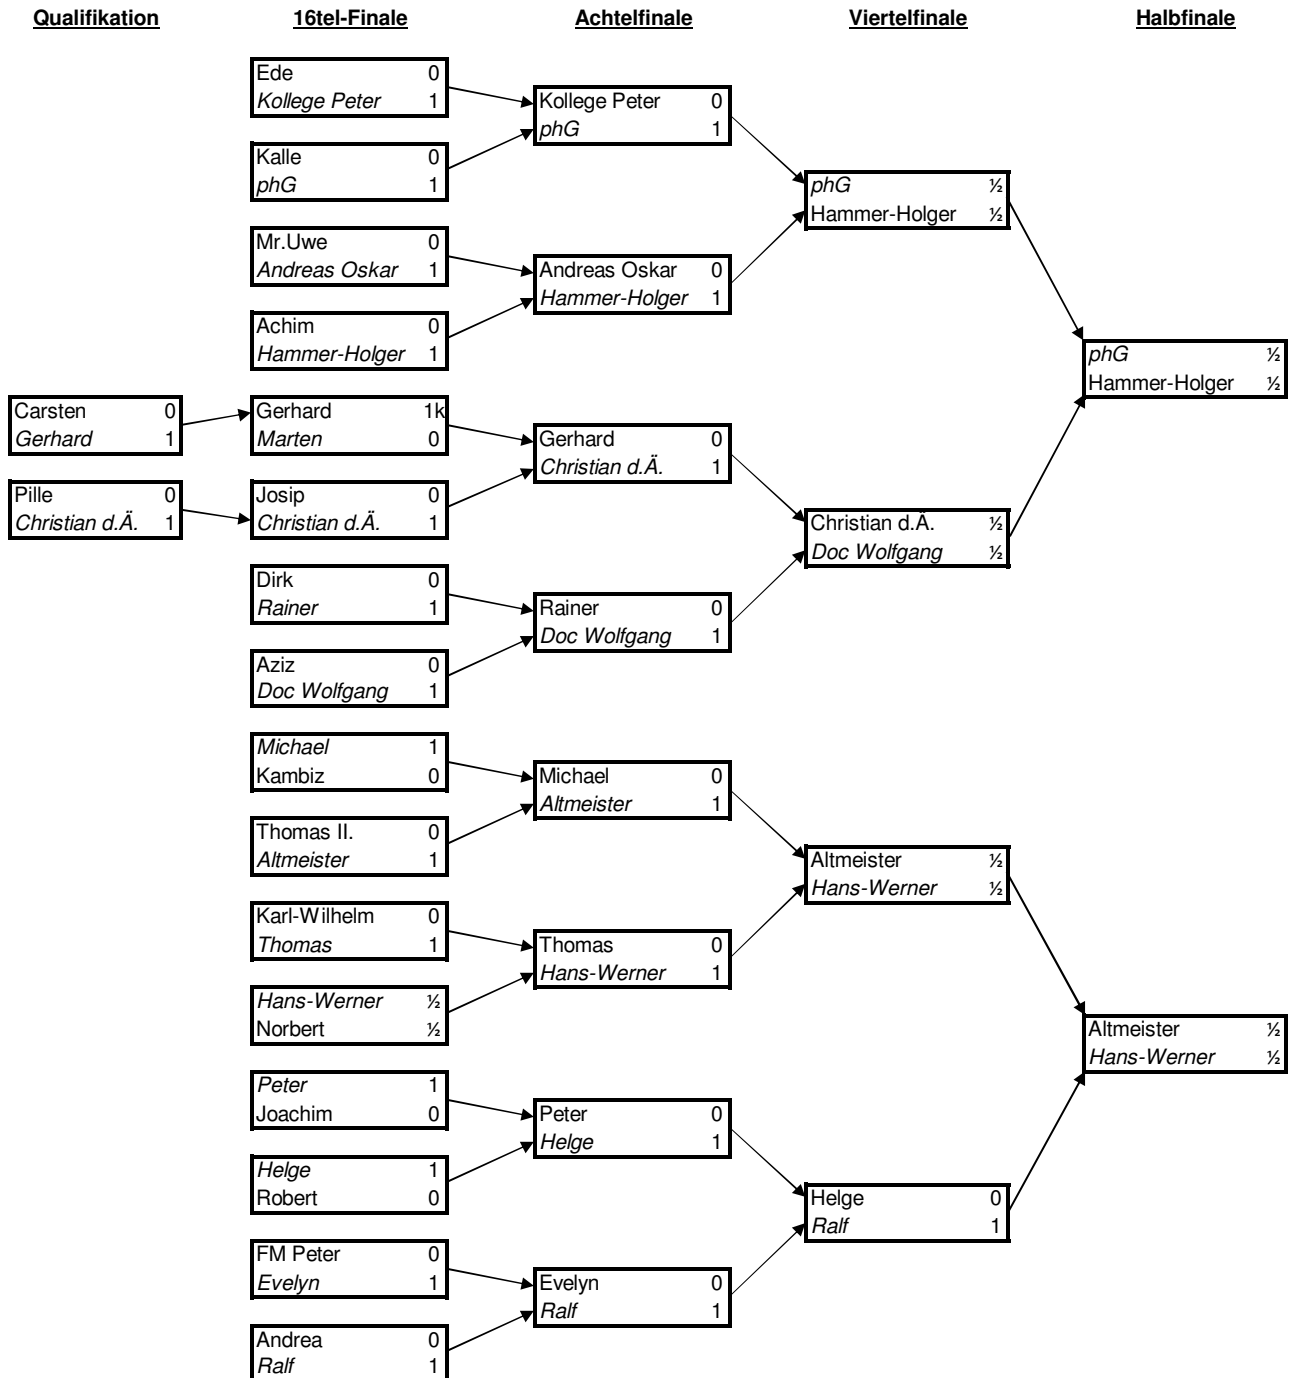 Qualifikation 16tel-Finale Achtelfinale Viertelfinale Halbfinale
Ede 0
Kollege Peter 1
Kalle 0
phG 1
Mr.Uwe 0
Andreas Oskar 1
Achim 0
Hammer-Holger 1
Carsten 0
Gerhard 1
Pille 0
Christian d.Ä. 1
Gerhard 1k
Marten 0
Josip 0
Christian d.Ä. 1
Dirk 0
Rainer 1
Aziz 0
Doc Wolfgang 1
Michael 1
Kambiz 0
Thomas II. 0
Altmeister 1
Karl-Wilhelm 0
Thomas 1
Hans-Werner ½
Norbert ½
Peter 1
Joachim 0
Helge 1
Robert 0
FM Peter 0
Evelyn 1
Andrea 0
Ralf 1
Kollege Peter 0
phG 1
Andreas Oskar 0
Hammer-Holger 1
Gerhard 0
Christian d.Ä. 1
Rainer 0
Doc Wolfgang 1
Michael 0
Altmeister 1
Thomas 0
Hans-Werner 1
Peter 0
Helge 1
Evelyn 0
Ralf 1
phG ½
Hammer-Holger ½
Christian d.Ä. ½
Doc Wolfgang ½
Altmeister ½
Hans-Werner ½
Helge 0
Ralf 1
phG ½
Hammer-Holger ½
Altmeister ½
Hans-Werner ½